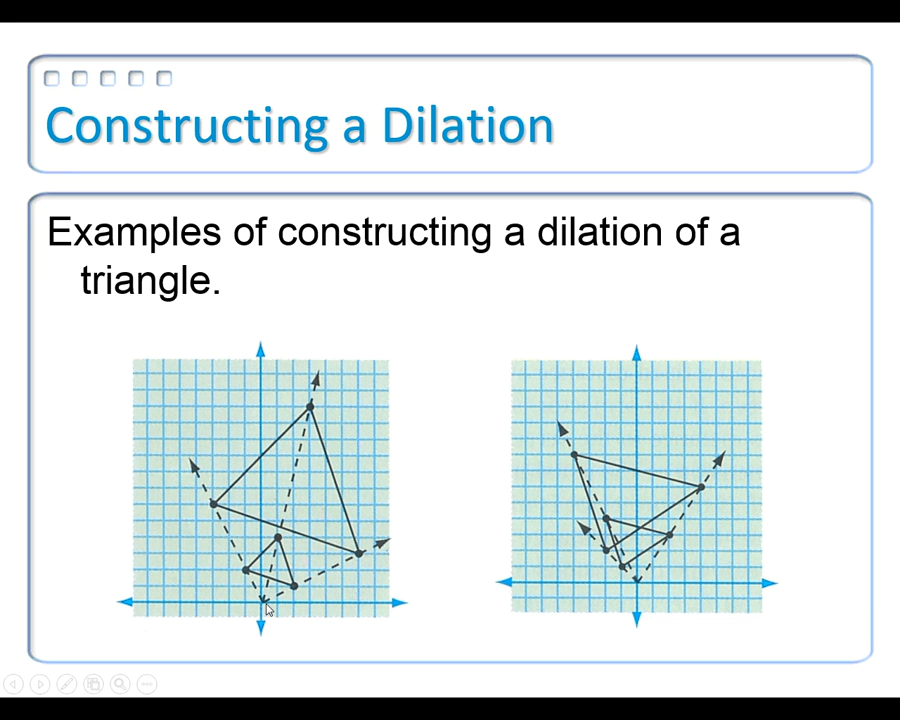 Constructing a Dilation
Examples of constructing a dilation of a
triangle.